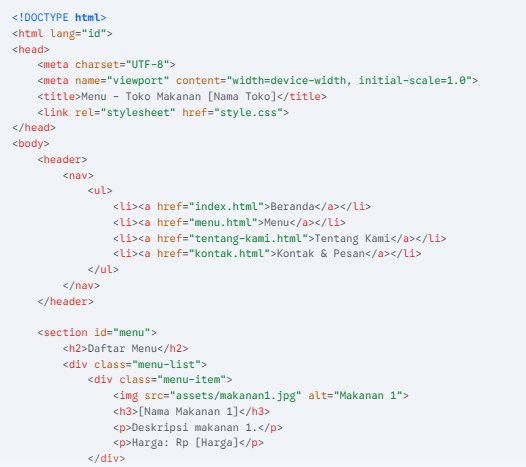 <!DOCTYPE html>
<html lang="id">
<head>
    <meta charset="UTF-8">
    <meta name="viewport" content="width=device-width, initial-scale=1.0">
    <title>Menu – Toko Makanan [Nama Toko]</title>
    <link rel="stylesheet" href="style.css">
</head>
<body>
    <header>
        <nav>
            <ul>
                <li><a href="index.html">Beranda</a></li>
                <li><a href="menu.html">Menu</a></li>
                <li><a href="tentang-kami.html">Tentang Kami</a></li>
                <li><a href="kontak.html">Kontak & Pesan</a></li>
            </ul>
        </nav>
    </header>

    <section id="menu">
        <h2>Daftar Menu</h2>
        <div class="menu-list">
            <div class="menu-item">
                <img src="assets/makanan1.jpg" alt="Makanan 1">
                <h3>[Nama Makanan 1]</h3>
                <p>Deskripsi makanan 1.</p>
                <p>Harga: Rp [Harga]</p>
            </div>